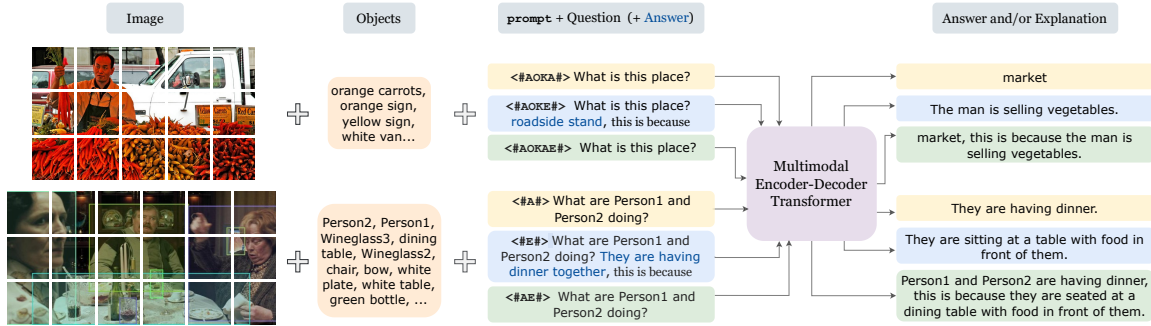 Image
Objects
prompt + Question (+ Answer)
Answer and/or Explanation
orange carrots,
orange sign,
yellow sign,
white van...
<#AOKA#> What is this place?
<#AOKE#> What is this place?
roadside stand, this is because
<#AOKAE#> What is this place?
market
The man is selling vegetables.
market, this is because the man is
selling vegetables.
Multimodal
Encoder-Decoder
Transformer
Person2, Person1,
Wineglass3, dining
table, Wineglass2,
chair, bow, white
plate, white table,
green bottle, ...
<#A#> What are Person1 and
Person2 doing?
<#E#> What are Person1 and
Person2 doing? They are having
dinner together, this is because
<#AE#> What are Person1 and
Person2 doing?
They are having dinner.
They are sitting at a table with food in
front of them.
Person1 and Person2 are having dinner,
this is because they are seated at a
dining table with food in front of them.